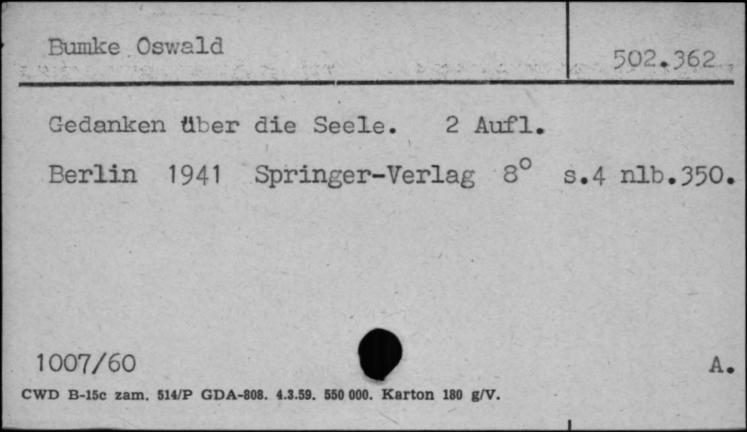 Bumke Oswald
502.362
Gedanken über die Seele. 2 Aufl.
Berlin 1941 Springer-Verlag 8° s.4 nlb.350.
1007/60 A.
CWD B-15c zam. 514/P GDA-808. 4.3.59. 550 000. Karton 180 g/V.